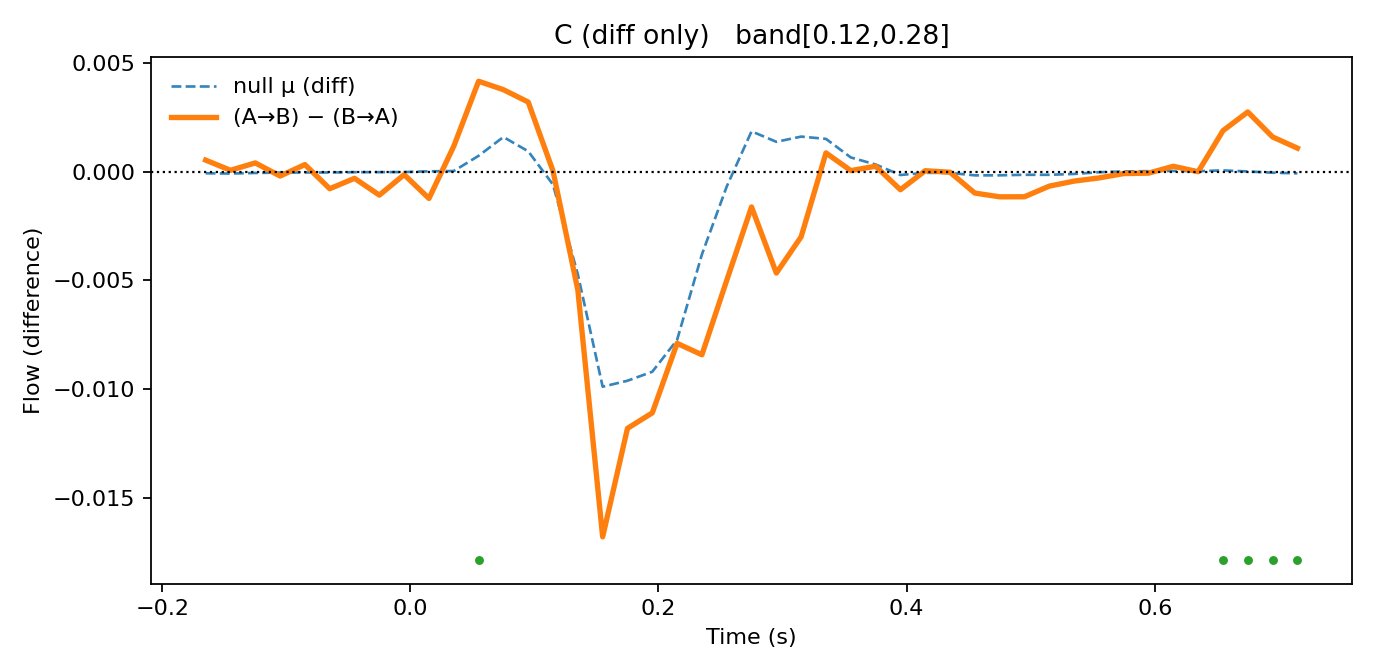 C (diff only)   band[0.12,0.28]
0.005
0.000
−0.005
−0.010
−0.015
Flow (difference)
null μ (diff)
(A→B) − (B→A)
−0.2
0.0
0.2
0.4
0.6
Time (s)